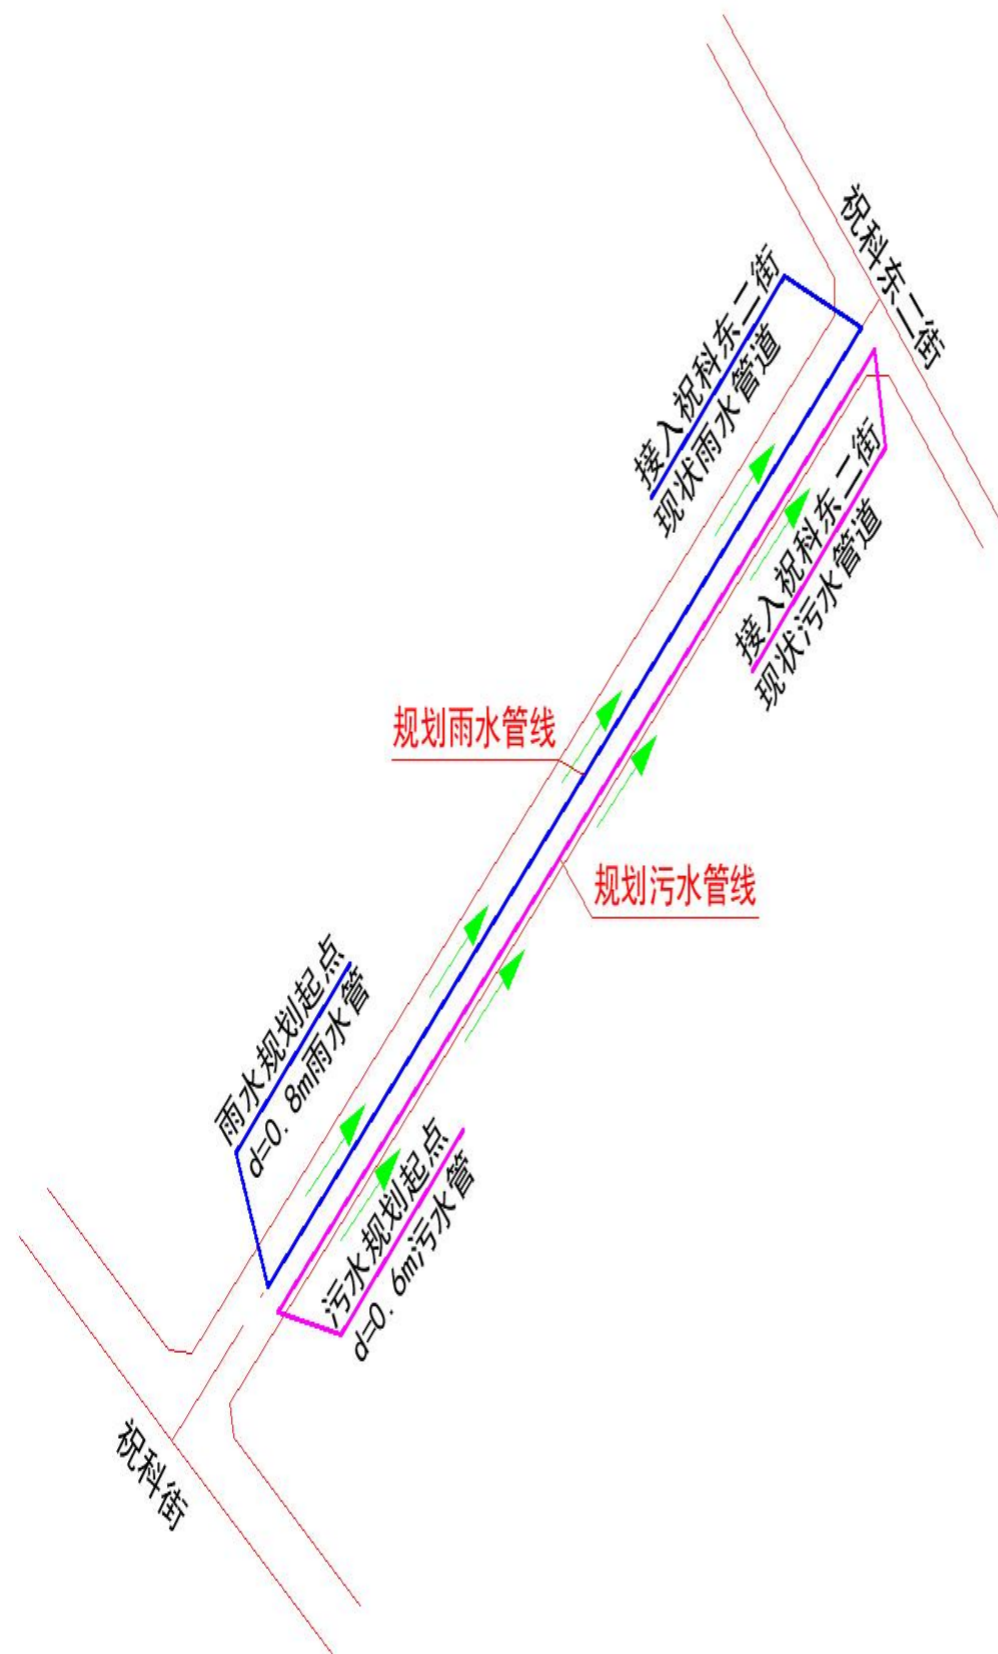 祝科东二街
接入祝科东二街
现状雨水管道
接入祝科东二街
现状污水管道
规划雨水管线
规划污水管线
雨水规划起点
d=0.8m雨水管
污水规划起点
d=0.6m污水管
祝科街